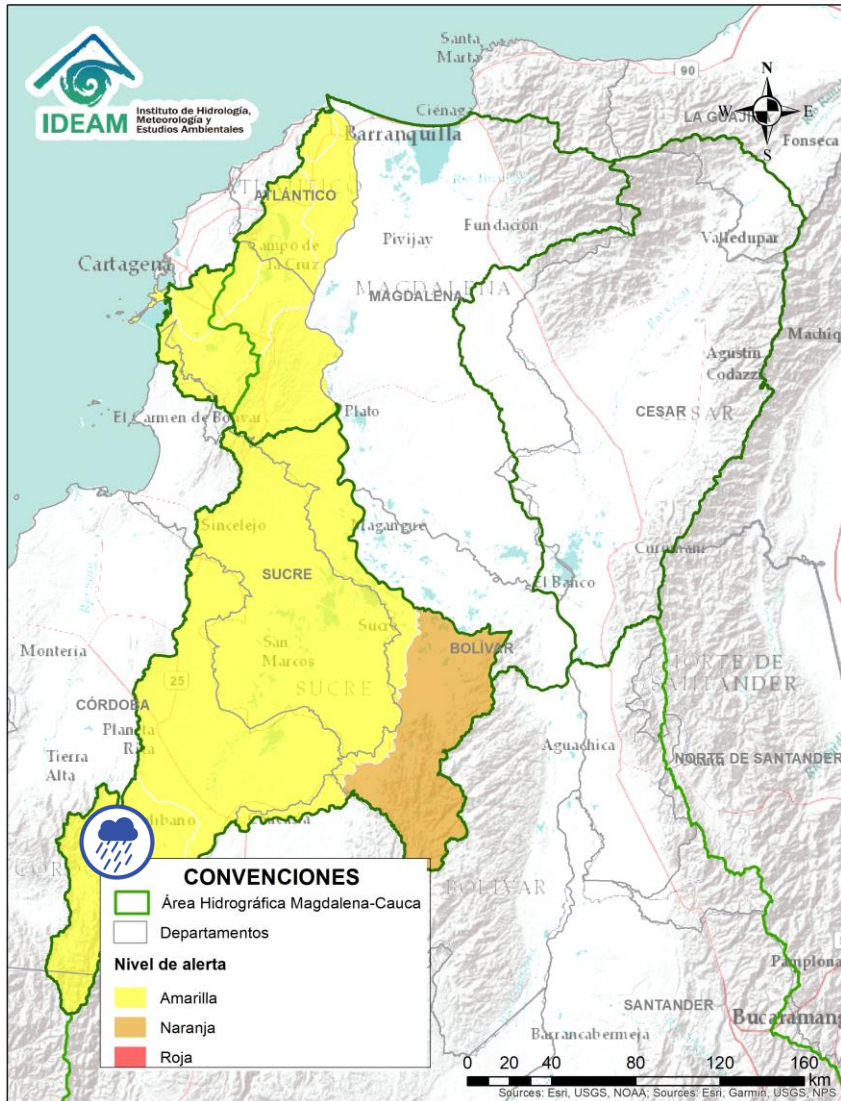 IDEAM
Instituto de Hidrología,
Meteorología y
Estudios Ambientales
Santa
Marta
90
N
W
E
S
Ciénaga
LA GUAJIRA
Barranquilla
Fonseca
ATLÁNTICO
Fundación
Valledupar
Campo de
la Cruz
Pivijay
Cartagena
MAGDALENA
MAGDALENA
Agustín
Codazzi
El Carmen de Bolívar
Plato
CESAR
CESAR
Sincelejo
Magangue
Curumaní
SUCRE
El Banco
Sucre
Montería
San
Marcos
BOLÍVAR
NORTE DE
SANTANDER
25
SUCRE
CÓRDOBA
Planeta
Rica
Aguachica
NORTE DE SANTANDER
Tierra
Alta
BOLÍVAR
CONVENCIONES
Área Hidrográfica Magdalena-Cauca
Departamentos
Nivel de alerta
Amarilla
Naranja
Roja
Pamplona
SANTANDER
Barrancabermeja
0 20 40 80 120 160
km
Sources: Esri, USGS, NOAA; Sources: Esri, Garmin, USGS, NPS